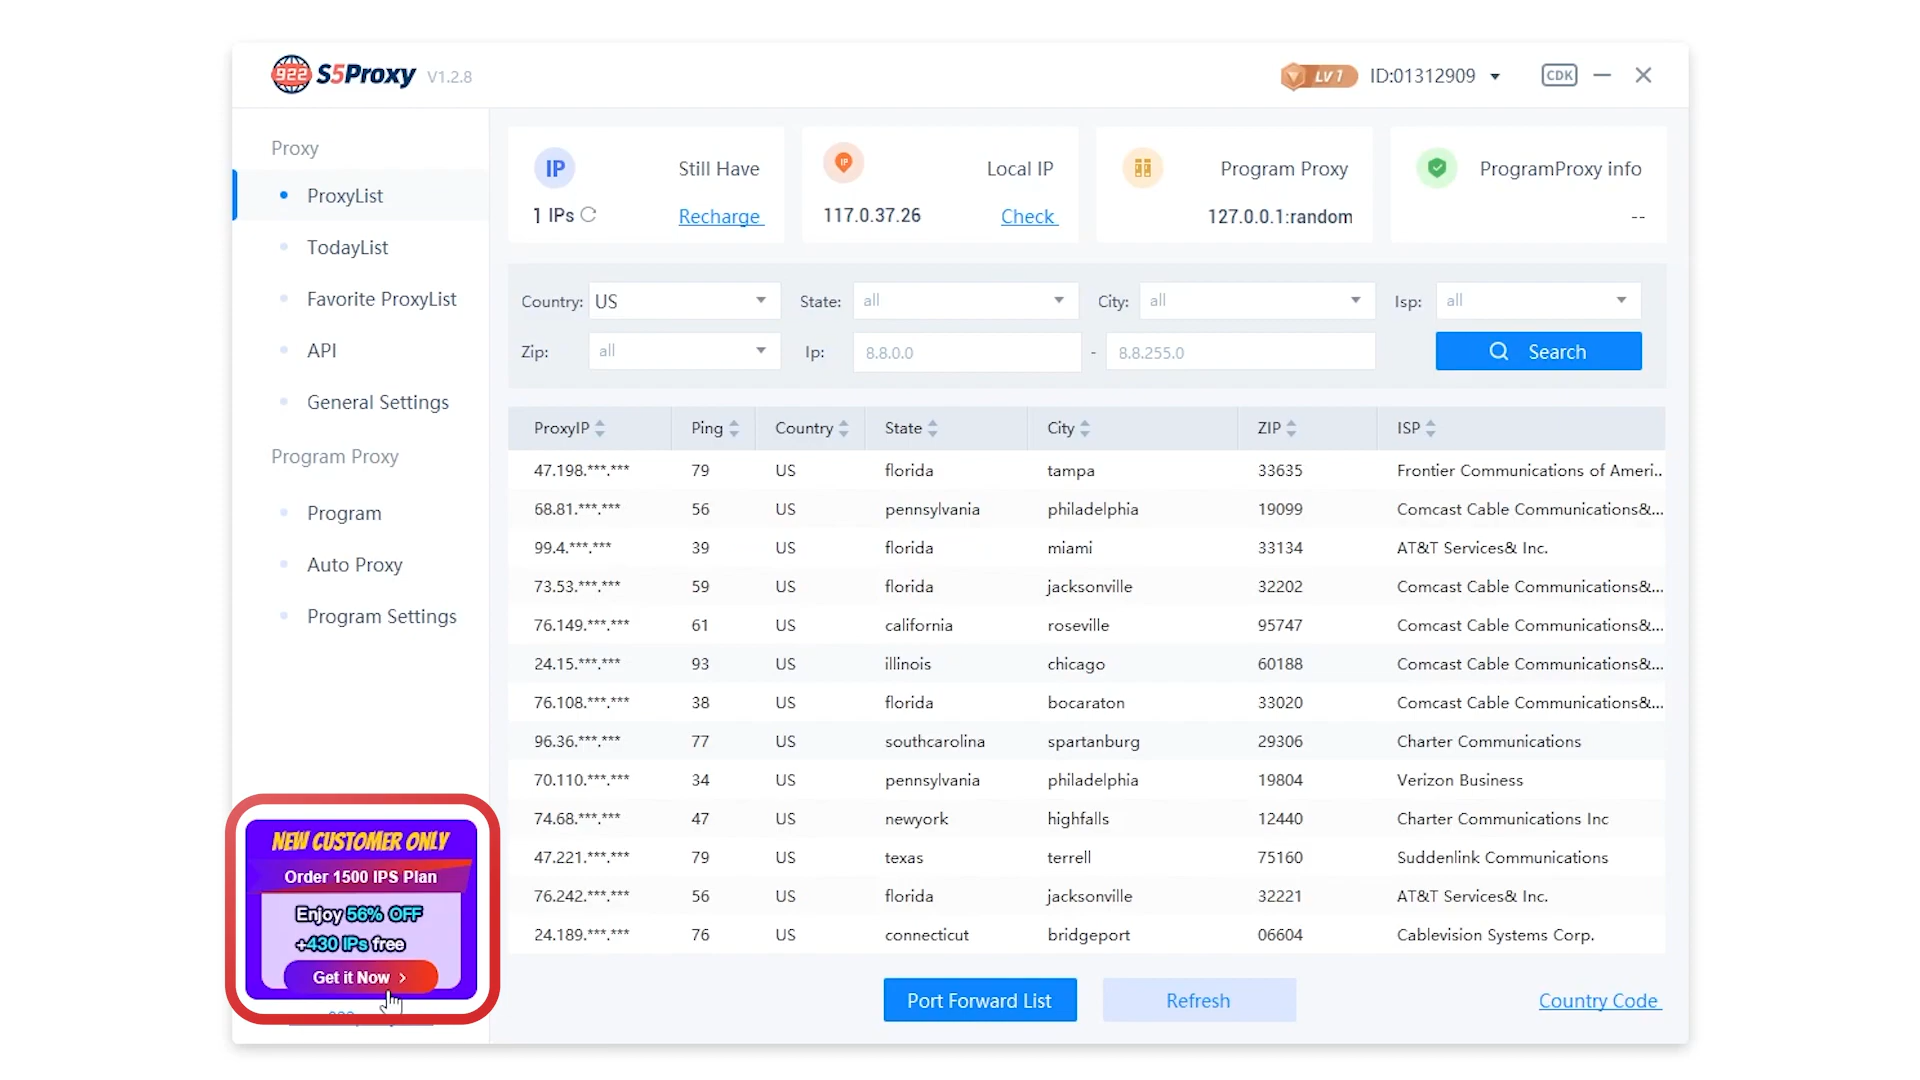 922 S5Proxy V1.2.8
LV 1 ID:01312909 CDK
Proxy
ProxyList
TodayList
Favorite ProxyList
API
General Settings
Program Proxy
Program
Auto Proxy
Program Settings
NEW CUSTOMER ONLY
Order 1500 IPS Plan
Enjoy 56% OFF
+430 IPs free
Get it Now >
IP Still Have
1 IPs Recharge
IP Local IP
117.0.37.26 Check
Program Proxy
127.0.0.1:random
ProgramProxy info
--
Country: US State: all City: all Isp: all
Zip: all Ip: 8.8.0.0 - 8.8.255.0 Search
ProxyIP Ping Country State City ZIP ISP
47.198.***.*** 79 US florida tampa 33635 Frontier Communications of Ameri..
68.81.***.*** 56 US pennsylvania philadelphia 19099 Comcast Cable Communications&...
99.4.***.*** 39 US florida miami 33134 AT&T Services& Inc.
73.53.***.*** 59 US florida jacksonville 32202 Comcast Cable Communications&...
76.149.***.*** 61 US california roseville 95747 Comcast Cable Communications&...
24.15.***.*** 93 US illinois chicago 60188 Comcast Cable Communications&...
76.108.***.*** 38 US florida bocaraton 33020 Comcast Cable Communications&...
96.36.***.*** 77 US southcarolina spartanburg 29306 Charter Communications
70.110.***.*** 34 US pennsylvania philadelphia 19804 Verizon Business
74.68.***.*** 47 US newyork highfalls 12440 Charter Communications Inc
47.221.***.*** 79 US texas terrell 75160 Suddenlink Communications
76.242.***.*** 56 US florida jacksonville 32221 AT&T Services& Inc.
24.189.***.*** 76 US connecticut bridgeport 06604 Cablevision Systems Corp.
Port Forward List Refresh Country Code